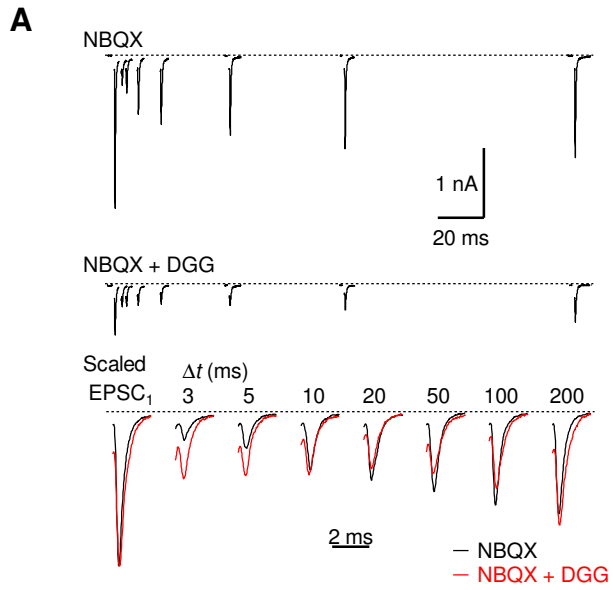 A
NBQX
1 nA
20 ms
NBQX + DGG
Scaled
EPSC₁
Δt (ms)
3 5 10 20 50 100 200
2 ms
NBQX
NBQX + DGG